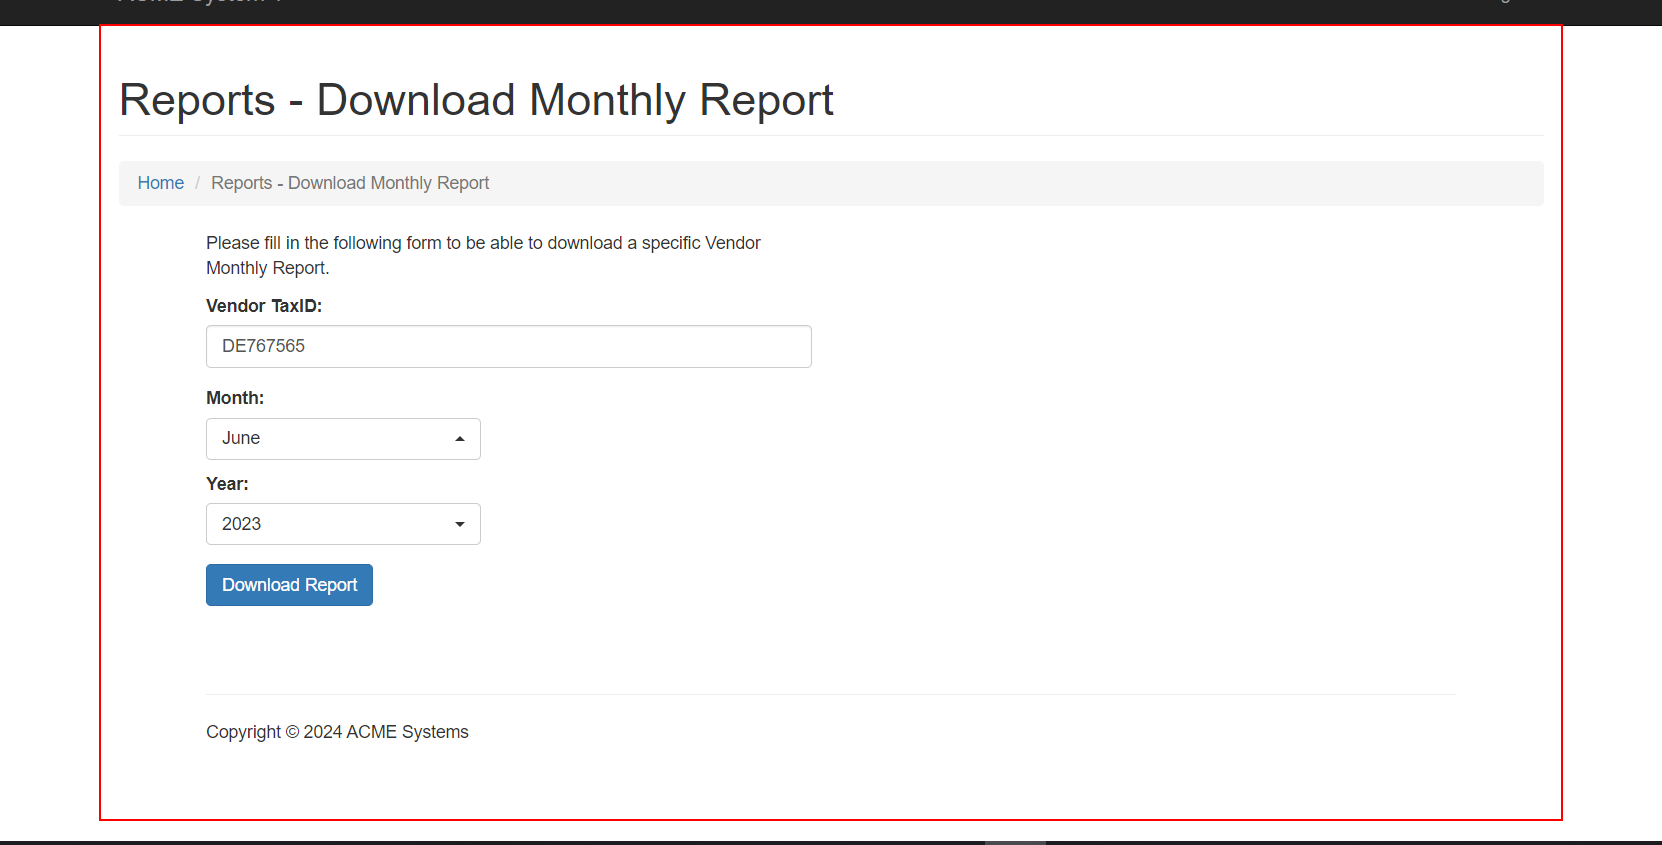 Reports - Download Monthly Report
Home / Reports - Download Monthly Report
Please fill in the following form to be able to download a specific Vendor
Monthly Report.
Vendor TaxID:
DE767565
Month:
June
Year:
2023
Download Report
Copyright © 2024 ACME Systems